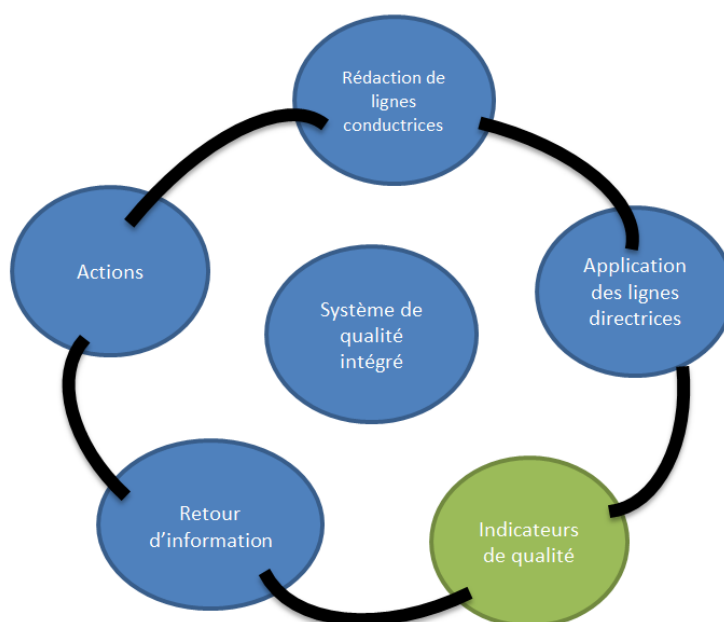 Rédaction de
lignes
conductrices
Application
des lignes
directrices
Indicateurs
de qualité
Retour
d'information
Actions
Système de
qualité
intégré